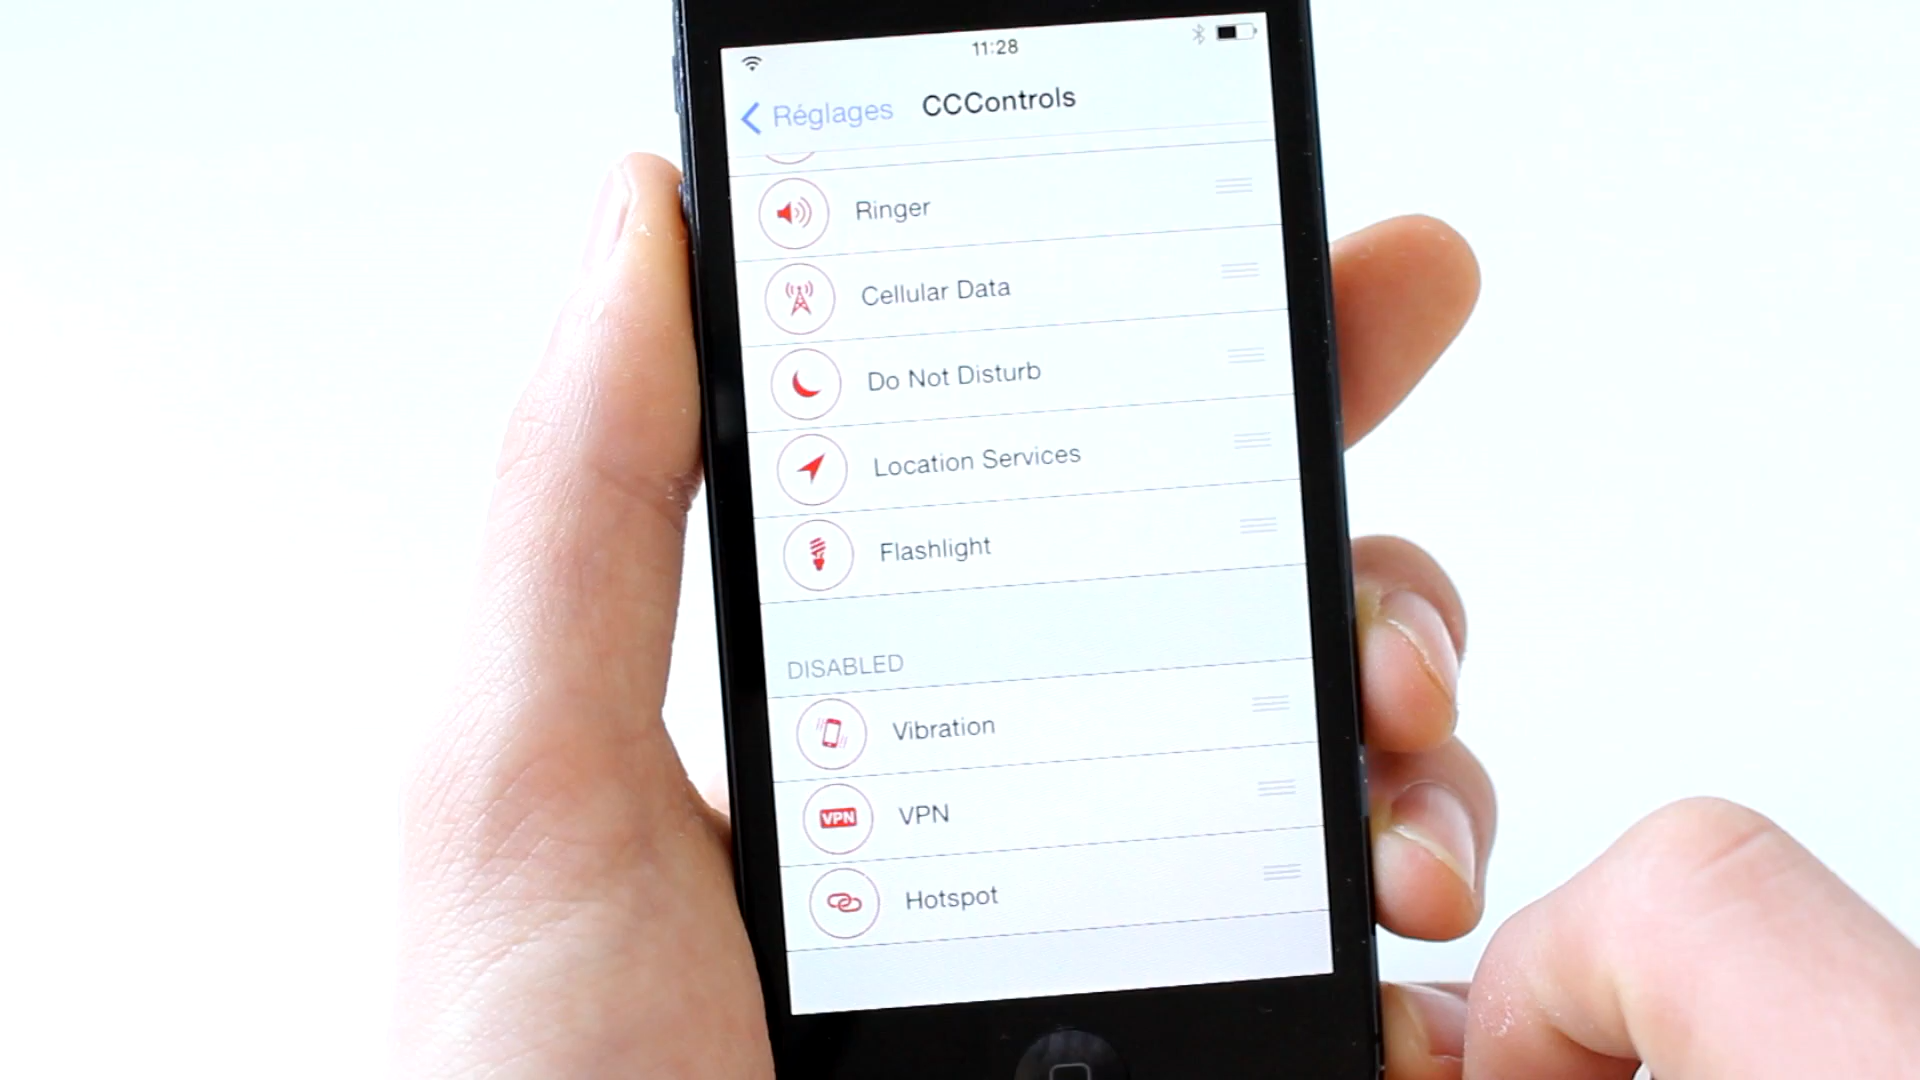 11:28
Réglages CCControls
Ringer
Cellular Data
Do Not Disturb
Location Services
Flashlight
DISABLED
Vibration
VPN VPN
Hotspot